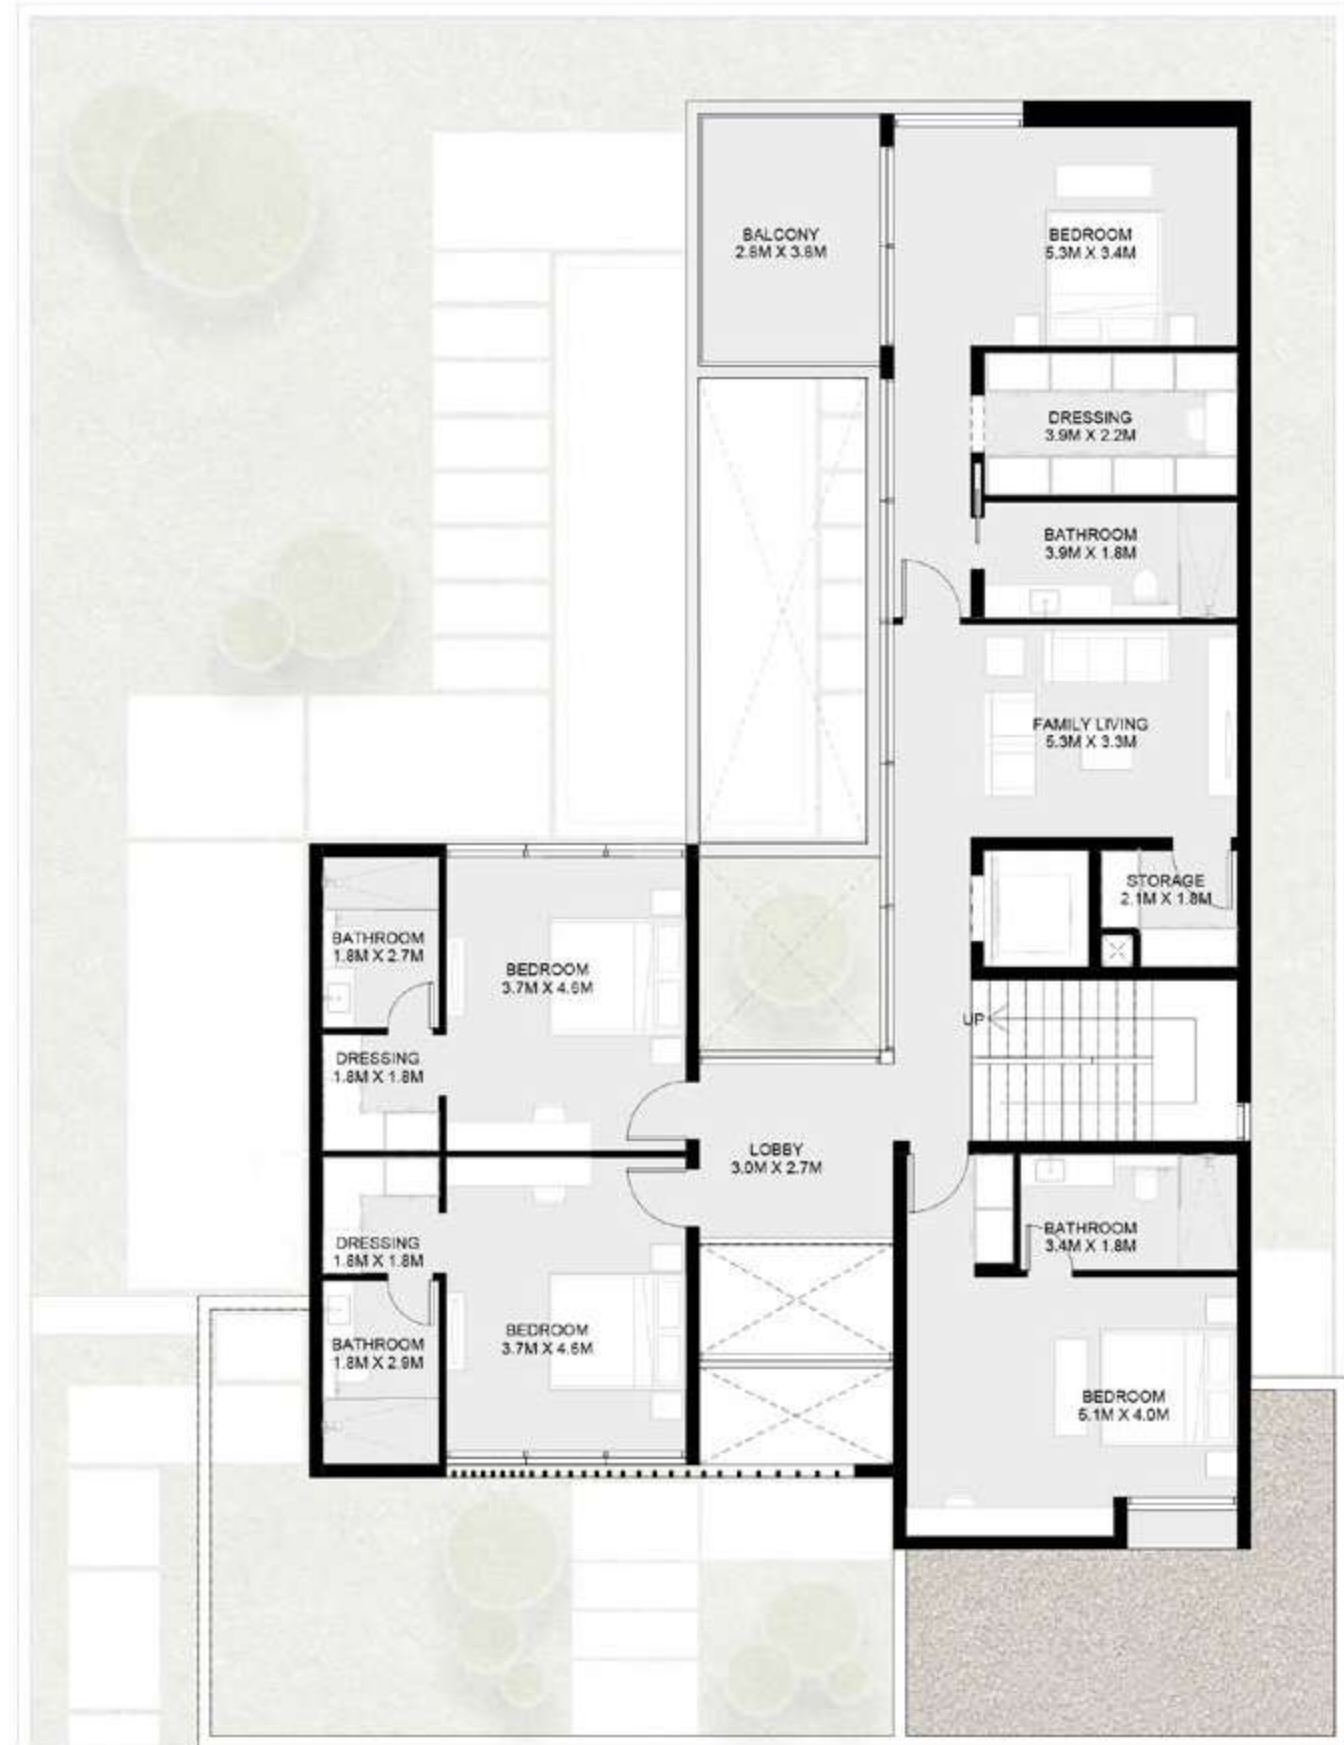 BALCONY
2.8M X 3.8M
BEDROOM
5.3M X 3.4M
DRESSING
3.9M X 2.2M
BATHROOM
3.9M X 1.8M
FAMILY LIVING
5.3M X 3.3M
STORAGE
2.1M X 1.8M
BATHROOM
1.8M X 2.7M
BEDROOM
3.7M X 4.6M
UP
DRESSING
1.8M X 1.8M
LOBBY
3.0M X 2.7M
BATHROOM
3.4M X 1.8M
DRESSING
1.8M X 1.8M
BEDROOM
3.7M X 4.6M
BATHROOM
1.8M X 2.9M
BEDROOM
5.1M X 4.0M